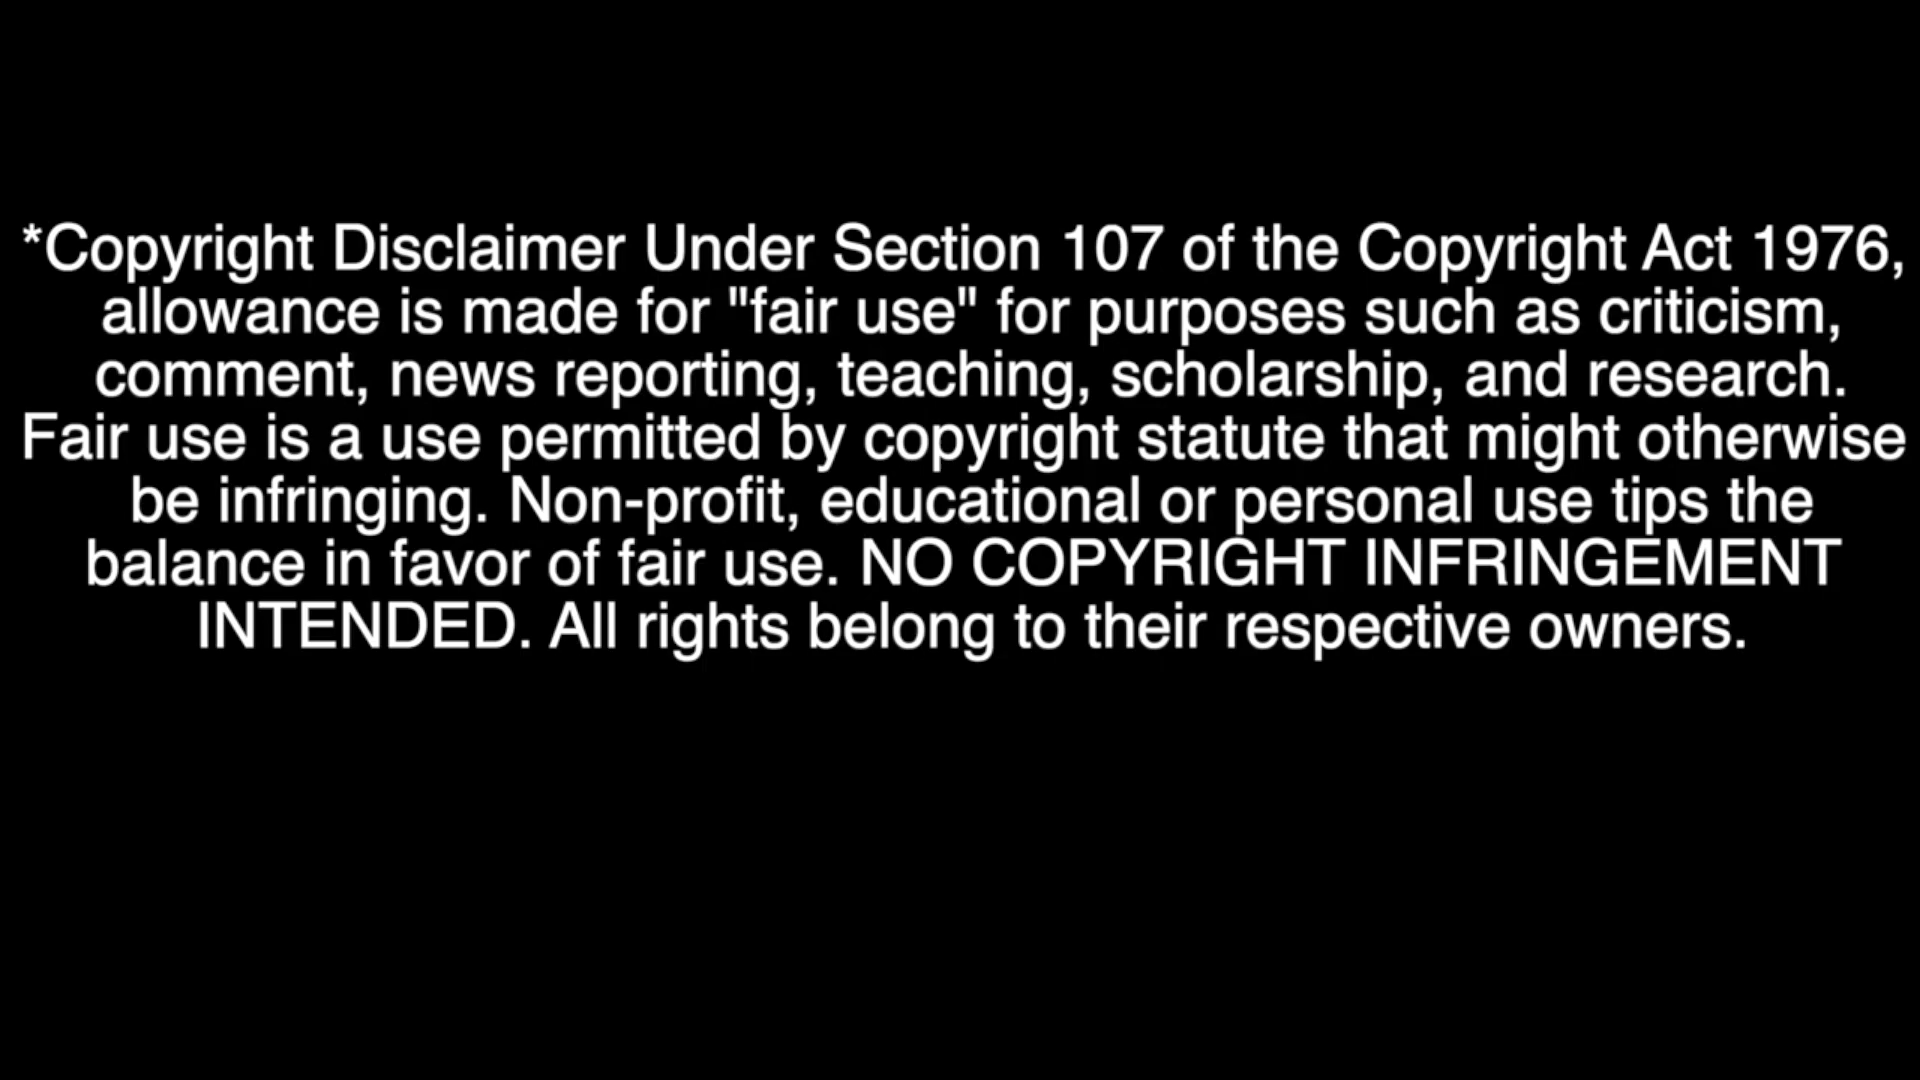 *Copyright Disclaimer Under Section 107 of the Copyright Act 1976,
allowance is made for "fair use" for purposes such as criticism,
comment, news reporting, teaching, scholarship, and research.
Fair use is a use permitted by copyright statute that might otherwise
be infringing. Non-profit, educational or personal use tips the
balance in favor of fair use. NO COPYRIGHT INFRINGEMENT
INTENDED. All rights belong to their respective owners.